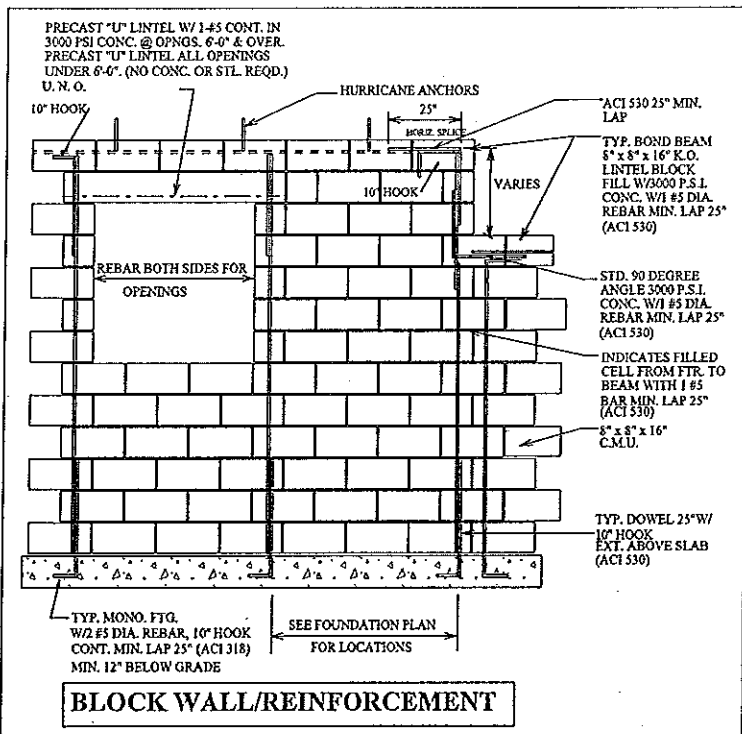 PRECAST "U" LINTEL W/ 1-#5 CONT. IN
3000 PSI CONC. @ OPNGS. 6'-0" & OVER.
PRECAST "U" LINTEL ALL OPENINGS
UNDER 6'-0". (NO CONC. OR STL. REQD.)
U. N. O.
10" HOOK
HURRICANE ANCHORS
25"
HORIZ. SPLICE
10" HOOK
ACI 530 25" MIN.
LAP
TYP. BOND BEAM
8" x 8" x 16" K.O.
LINTEL BLOCK
FILL W/3000 P.S.I.
CONC. W/1 #5 DIA.
REBAR MIN. LAP 25"
(ACI 530)
VARIES
REBAR BOTH SIDES FOR
OPENINGS
STD. 90 DEGREE
ANGLE 3000 P.S.I.
CONC. W/1 #5 DIA.
REBAR MIN. LAP 25"
(ACI 530)
INDICATES FILLED
CELL FROM FTR. TO
BEAM WITH 1 #5
BAR MIN. LAP 25"
(ACI 530)
8" x 8" x 16"
C.M.U.
TYP. DOWEL 25" W/
10" HOOK
EXT. ABOVE SLAB
(ACI 530)
TYP. MONO. FTG.
W/2 #5 DIA. REBAR, 10" HOOK
CONT. MIN. LAP 25" (ACI 318)
MIN. 12" BELOW GRADE
SEE FOUNDATION PLAN
FOR LOCATIONS
BLOCK WALL/REINFORCEMENT